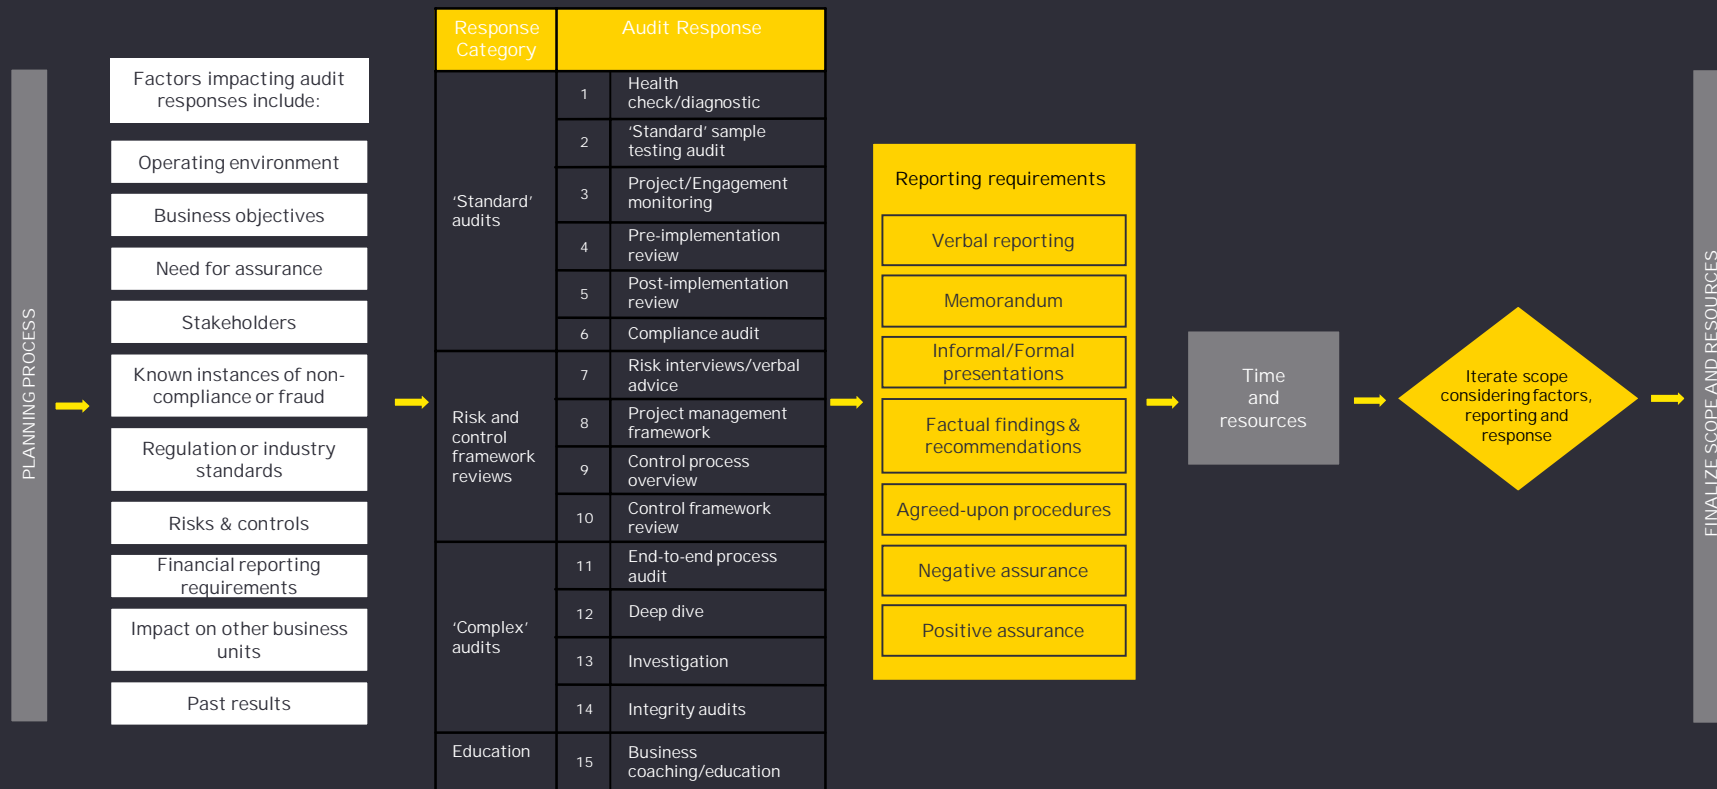 PLANNING PROCESS
Factors impacting audit
responses include:
Operating environment
Business objectives
Need for assurance
Stakeholders
Known instances of non-
compliance or fraud
Regulation or industry
standards
Risks & controls
Financial reporting
requirements
Impact on other business
units
Past results
Response
Category
Audit Response
‘Standard’
audits
1
Health
check/diagnostic
2
‘Standard’ sample
testing audit
3
Project/Engagement
monitoring
4
Pre-implementation
review
5
Post-implementation
review
6
Compliance audit
Risk and
control
framework
reviews
7
Risk interviews/verbal
advice
8
Project management
framework
9
Control process
overview
10
Control framework
review
‘Complex’
audits
11
End-to-end process
audit
12
Deep dive
13
Investigation
14
Integrity audits
Education
15
Business
coaching/education
Reporting requirements
Verbal reporting
Memorandum
Informal/Formal
presentations
Factual findings &
recommendations
Agreed-upon procedures
Negative assurance
Positive assurance
Time
and
resources
Iterate scope
considering factors,
reporting and
response
FINALIZE SCOPE AND RESOURCES